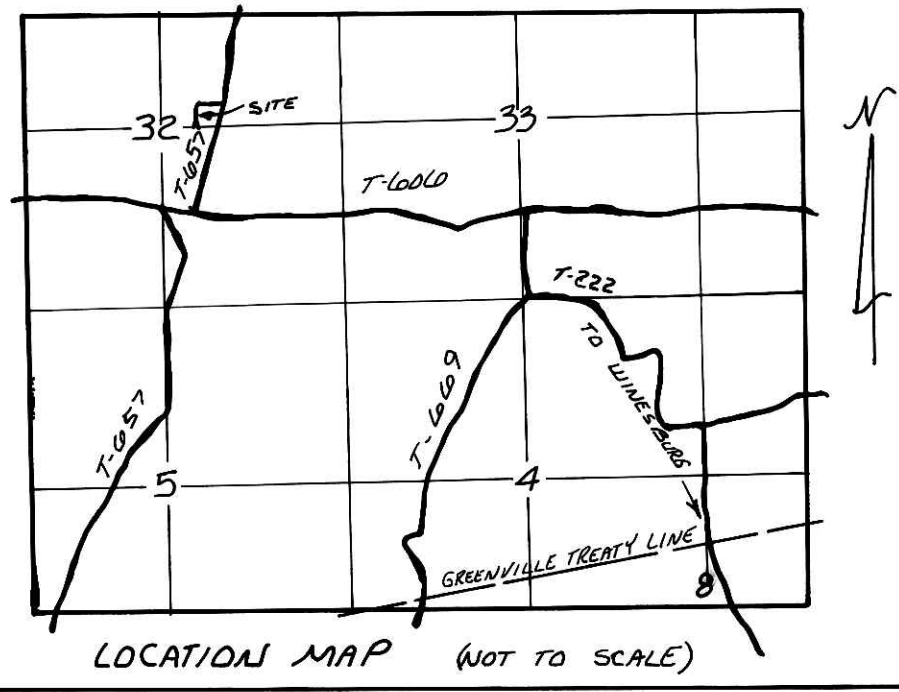 SITE
32
33
N
T-657
T-606
T-222
TO WINESBURG
T-669
T-657
5
4
GREENVILLE TREATY LINE
8
LOCATION MAP (NOT TO SCALE)